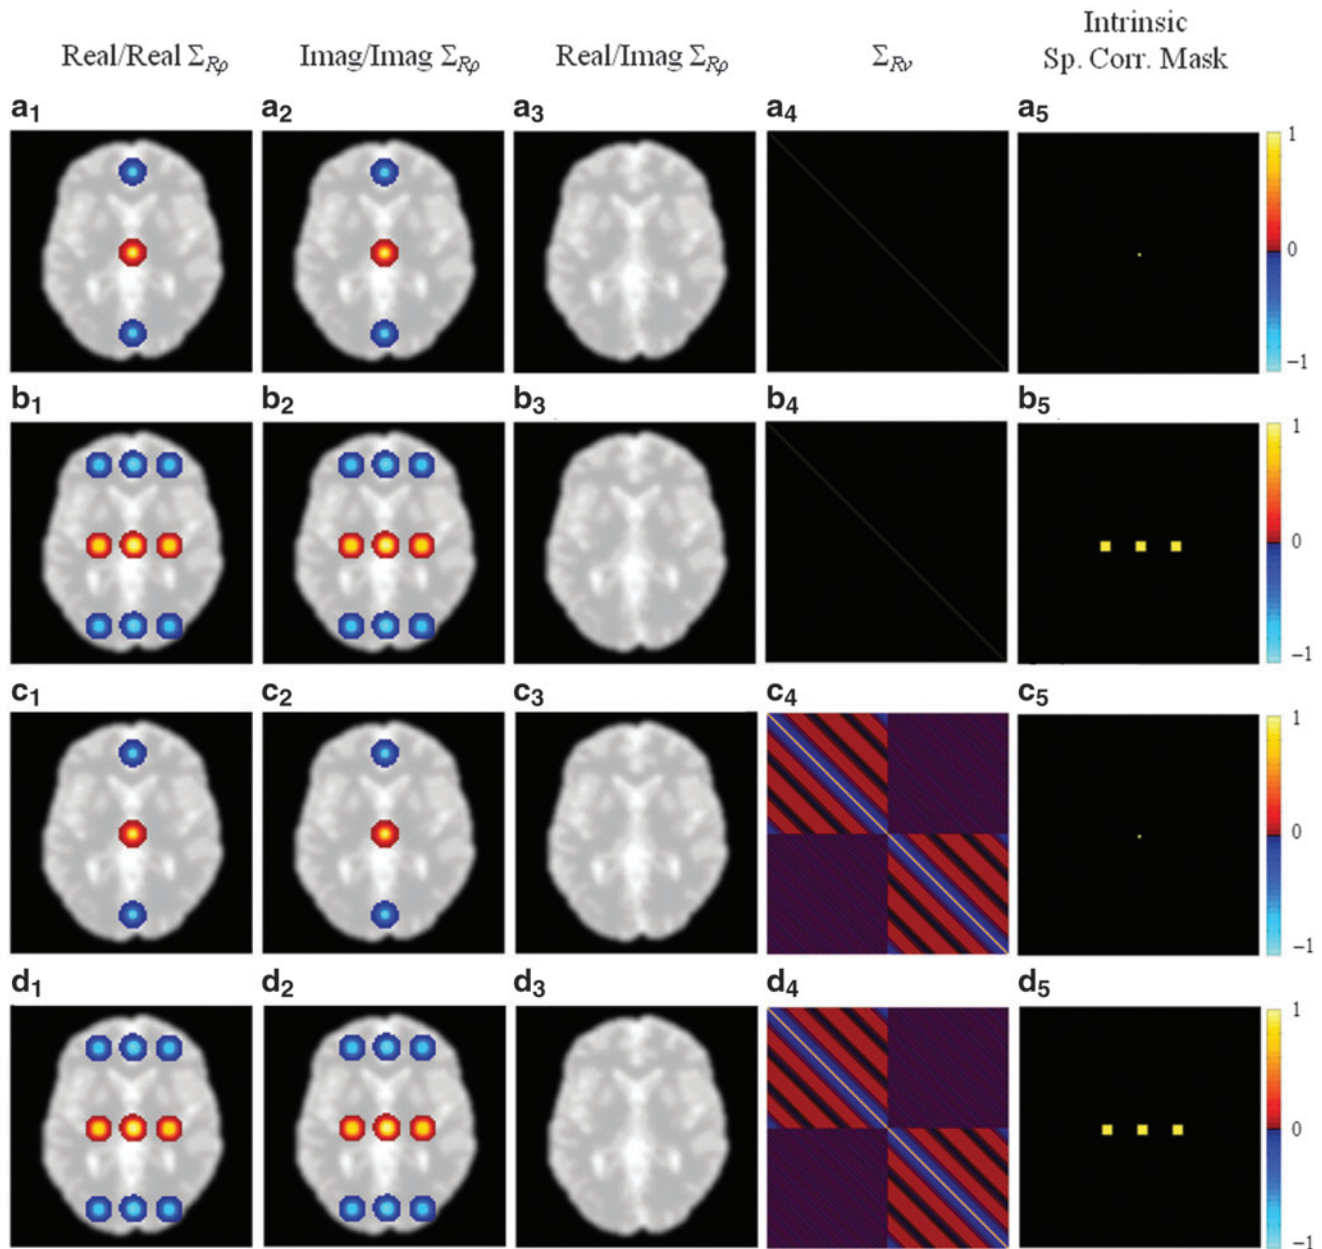 Intrinsic
Real/Real Σ_Rρ Imag/Imag Σ_Rρ Real/Imag Σ_Rρ Σ_Rν Sp. Corr. Mask
a1 a2 a3 a4 a5
1
0
−1
b1 b2 b3 b4 b5
1
0
−1
c1 c2 c3 c4 c5
1
0
−1
d1 d2 d3 d4 d5
1
0
−1